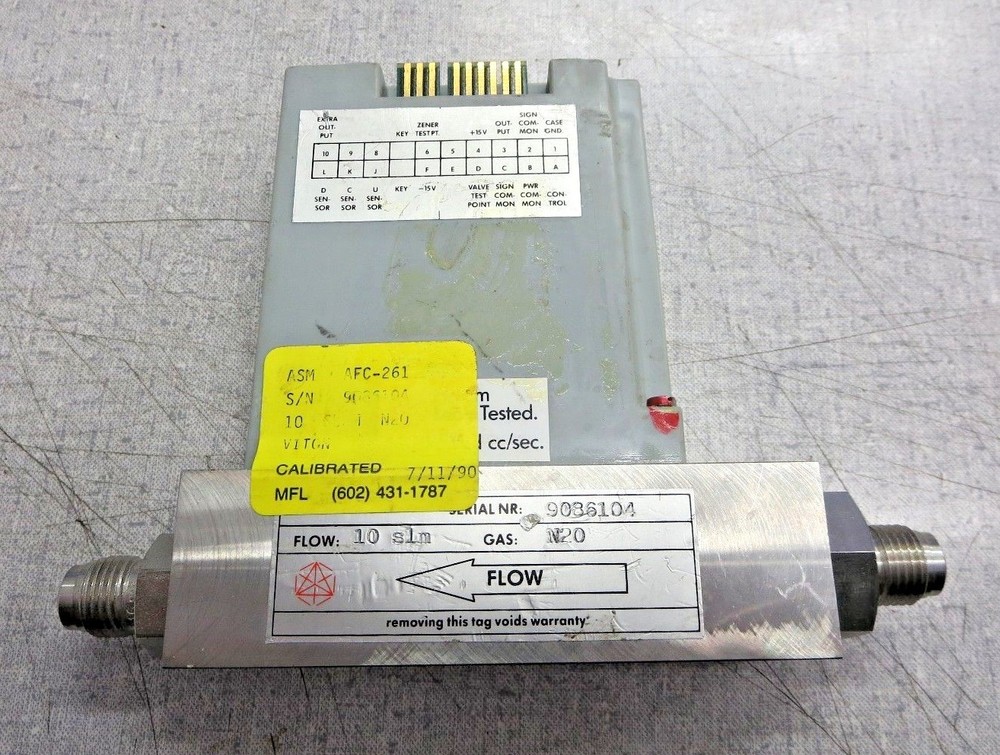 EXTRA OUT- PUT KEY ZENER TEST PT. +15V OUT- PUT SIGN COM- MON CASE GND
10 9 8 6 5 4 3 2 1
L K J F E D C B A
D SEN- SOR C SEN- SOR U SEN- SOR KEY -15V VALVE TEST POINT SIGN COM- MON PWR COM- MON CON- TROL
ASM AFC-261
S/N
10 N2O
VITON
CALIBRATED 7/11/90
MFL (602) 431-1787
Tested.
cc/sec.
SERIAL NR: 9086104
FLOW: 10 slm GAS: N2O
FLOW
removing this tag voids warranty